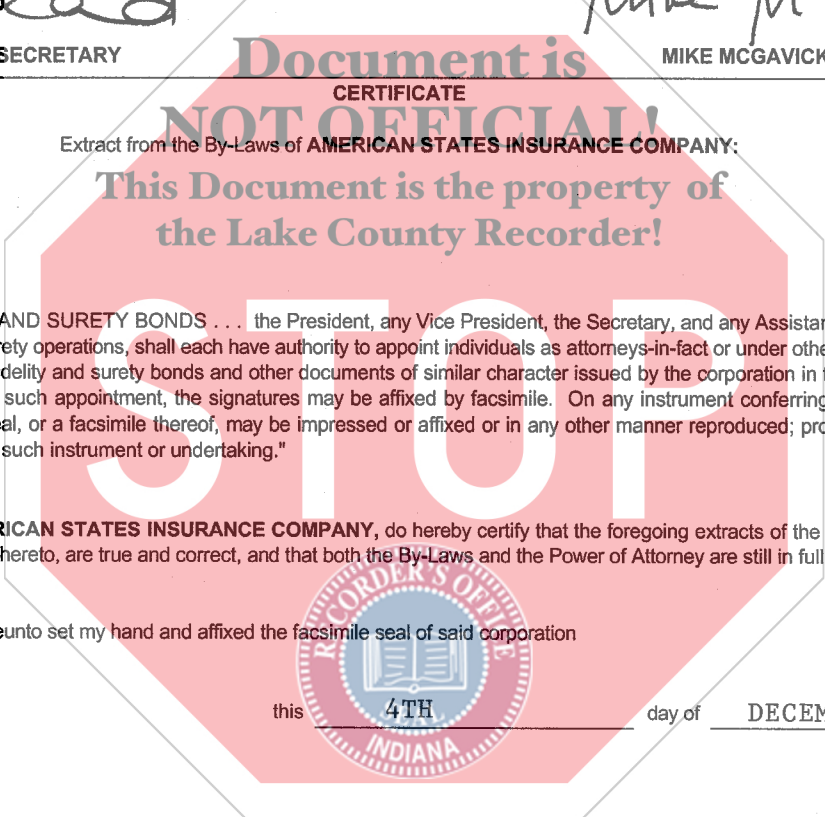 SECRETARY MIKE MCGAVICK
Document is
CERTIFICATE
NOT OFFICIAL!
Extract from the By-Laws of AMERICAN STATES INSURANCE COMPANY:
This Document is the property of
the Lake County Recorder!
STOP
AND SURETY BONDS . . . the President, any Vice President, the Secretary, and any Assistan
rety operations, shall each have authority to appoint individuals as attorneys-in-fact or under othe
delity and surety bonds and other documents of similar character issued by the corporation in
such appointment, the signatures may be affixed by facsimile. On any instrument conferring
al, or a facsimile thereof, may be impressed or affixed or in any other manner reproduced; pro
such instrument or undertaking."
RICAN STATES INSURANCE COMPANY, do hereby certify that the foregoing extracts of the
hereto, are true and correct, and that both the By-Laws and the Power of Attorney are still in full
eunto set my hand and affixed the facsimile seal of said corporation
RECORDER'S OFFICE
this 4TH day of DECEM
SEAL
INDIANA